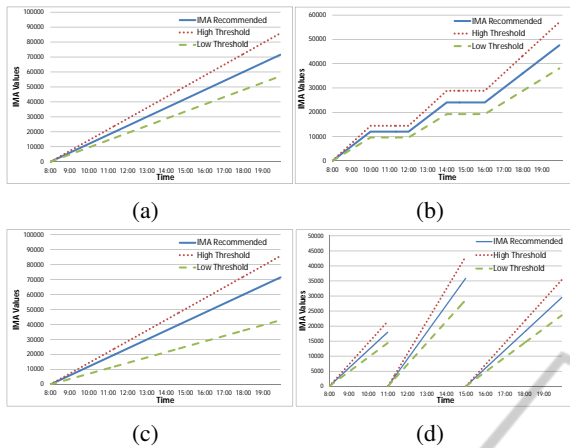 100000
90000
80000
70000
60000
50000
40000
30000
20000
10000
0
IMA Values
IMA Recommended
High Threshold
Low Threshold
8:00 9:00 10:00 11:00 12:00 13:00 14:00 15:00 16:00 17:00 18:00 19:00
Time
(a)
60000
50000
40000
30000
20000
10000
0
IMA Values
IMA Recommended
High Threshold
Low Threshold
8:00 9:00 10:00 11:00 12:00 13:00 14:00 15:00 16:00 17:00 18:00 19:00
Time
(b)
100000
90000
80000
70000
60000
50000
40000
30000
20000
10000
0
IMA Values
IMA Recommended
High Threshold
Low Threshold
8:00 9:00 10:00 11:00 12:00 13:00 14:00 15:00 16:00 17:00 18:00 19:00
Time
(c)
50000
45000
40000
35000
30000
25000
20000
15000
10000
5000
0
IMA Values
IMA Recommended
High Threshold
Low Threshold
8:00 9:00 10:00 11:00 12:00 13:00 14:00 15:00 16:00 17:00 18:00 19:00
Time
(d)